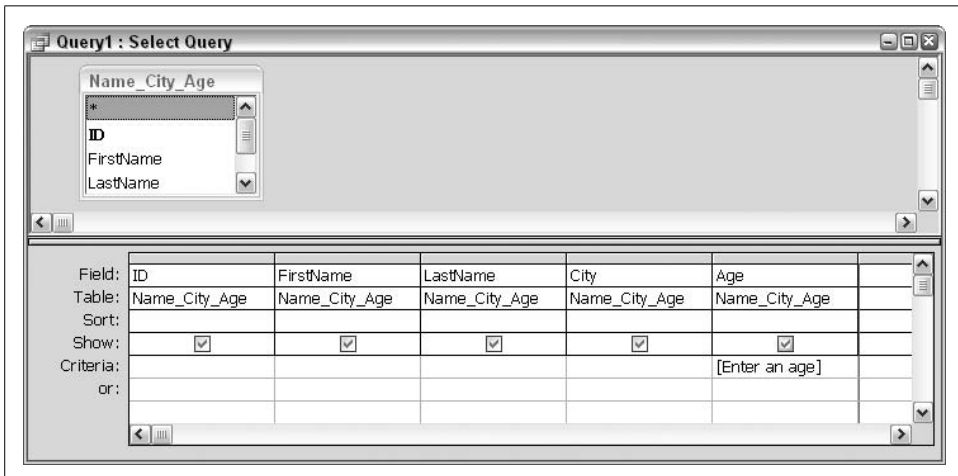 Query1 : Select Query
Name_City_Age
*
ID
FirstName
LastName
Field: ID FirstName LastName City Age
Table: Name_City_Age Name_City_Age Name_City_Age Name_City_Age Name_City_Age
Sort:
Show:
Criteria: [Enter an age]
or: